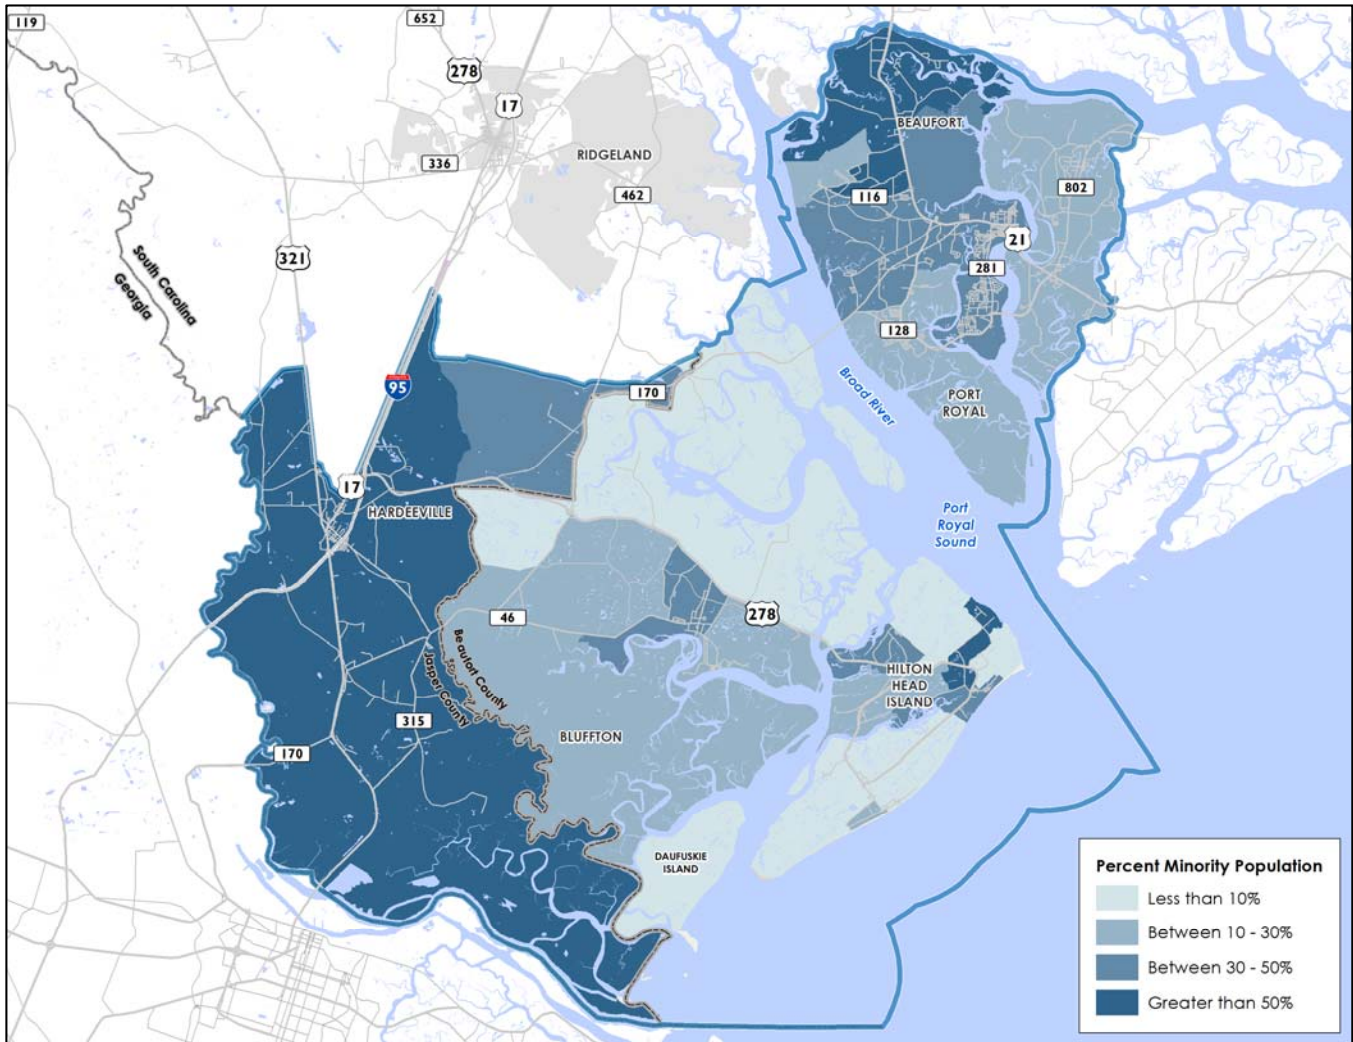 119
652
278
17
336
RIDGELAND
462
BEAUFORT
802
116
21
321
281
South Carolina
Georgia
128
95
170
Broad River
PORT
ROYAL
17
HARDEEVILLE
Port
Royal
Sound
46
278
Beaufort County
Jasper County
HILTON
HEAD
ISLAND
315
BLUFFTON
170
DAUFUSKIE
ISLAND
Percent Minority Population
Less than 10%
Between 10 - 30%
Between 30 - 50%
Greater than 50%